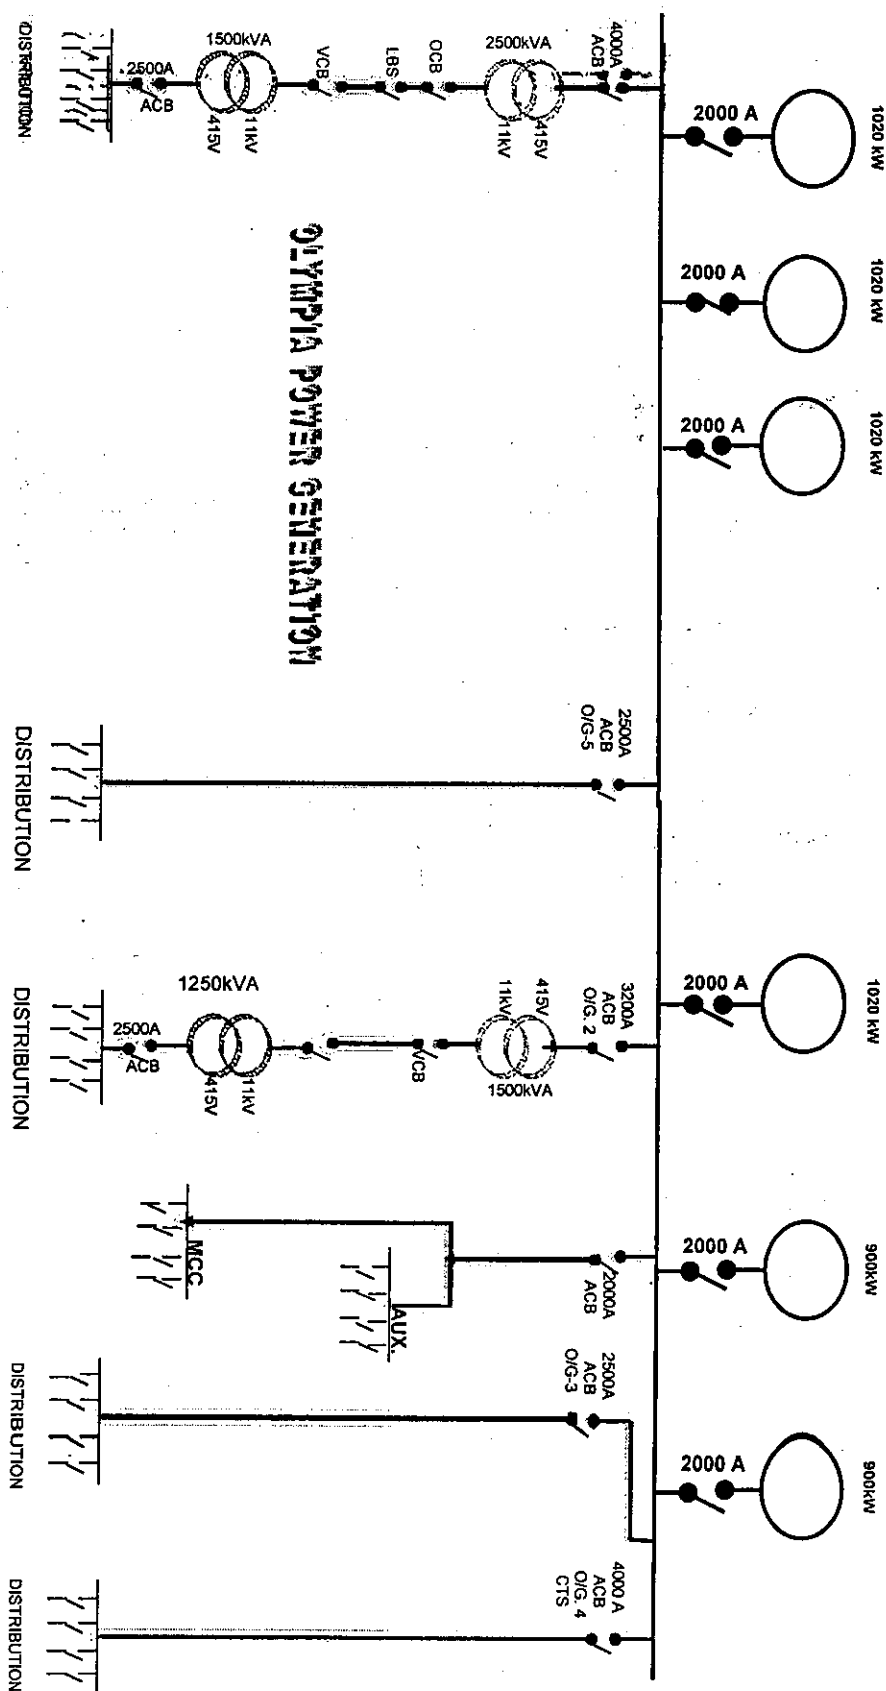 1020 kW
1020 kW
1020 kW
1020 kW
900kW
900kW
2000 A
2000 A
2000 A
2000 A
2000 A
2000 A
4000A
ACB
2500kVA
415V
11kV
OCB
LBS
VCB
1500kVA
11kV
415V
2500A
ACB
DISTRIBUTION
OLYMPIA POWER GENERATION
2500A
ACB
O/G-5
DISTRIBUTION
3200A
ACB
O/G. 2
415V
11kV
1500kVA
VCB
1250kVA
11kV
415V
2500A
ACB
DISTRIBUTION
2000A
ACB
AUX.
MCC
2500A
ACB
O/G-3
DISTRIBUTION
4000 A
ACB
O/G. 4
CTS
DISTRIBUTION